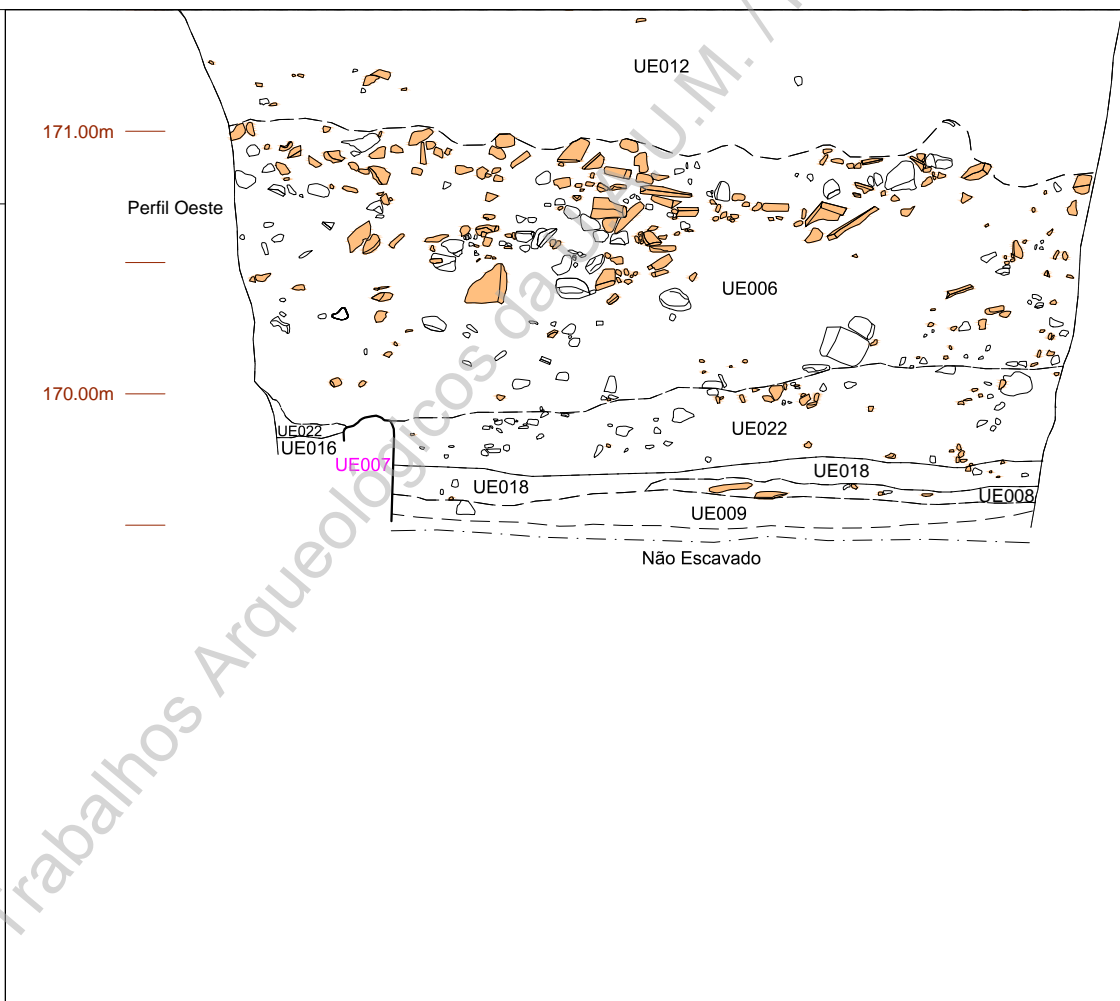 UE012
171.00m
Perfil Oeste
UE006
170.00m
UE022
UE022
UE016
UE007
UE018
UE018
UE008
UE009
Não Escavado
Trabalhos Arqueológicos da U.A.U.M. /